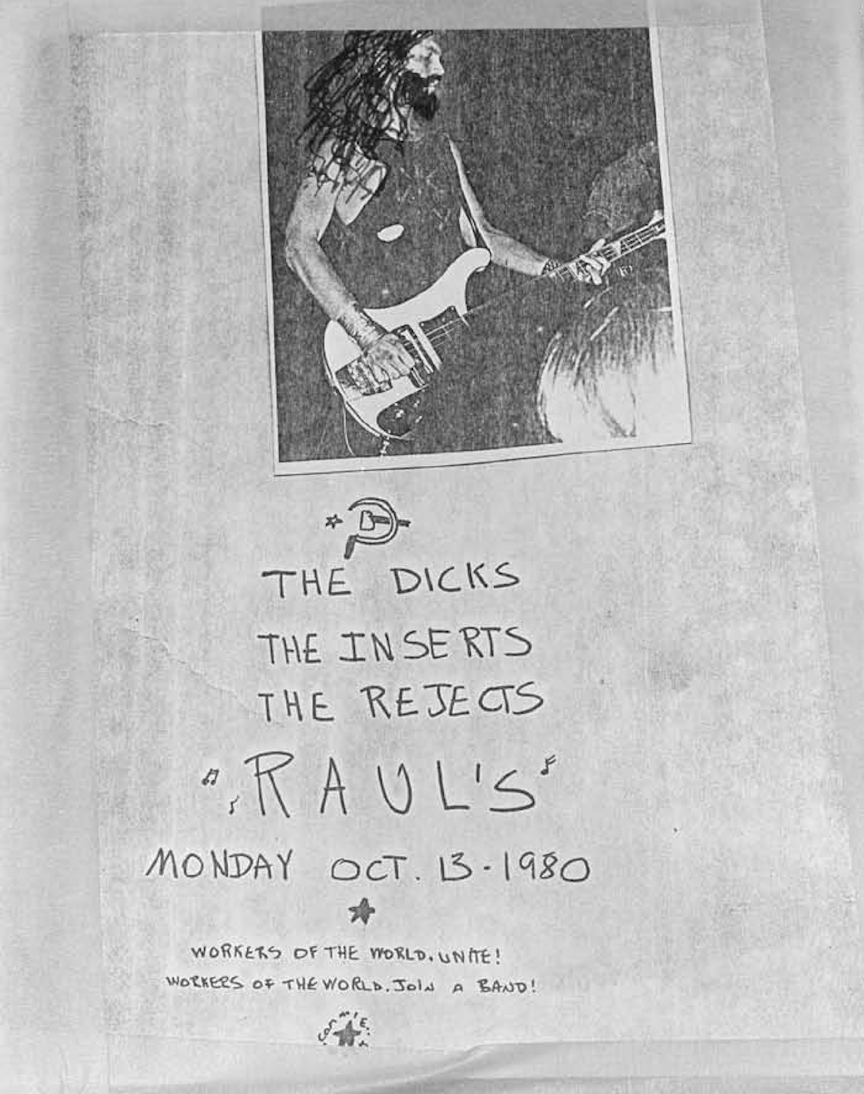 THE DICKS
THE INSERTS
THE REJECTS
RAUL'S
MONDAY OCT. 13-1980
WORKERS OF THE WORLD, UNITE!
WORKERS OF THE WORLD, JOIN A BAND!